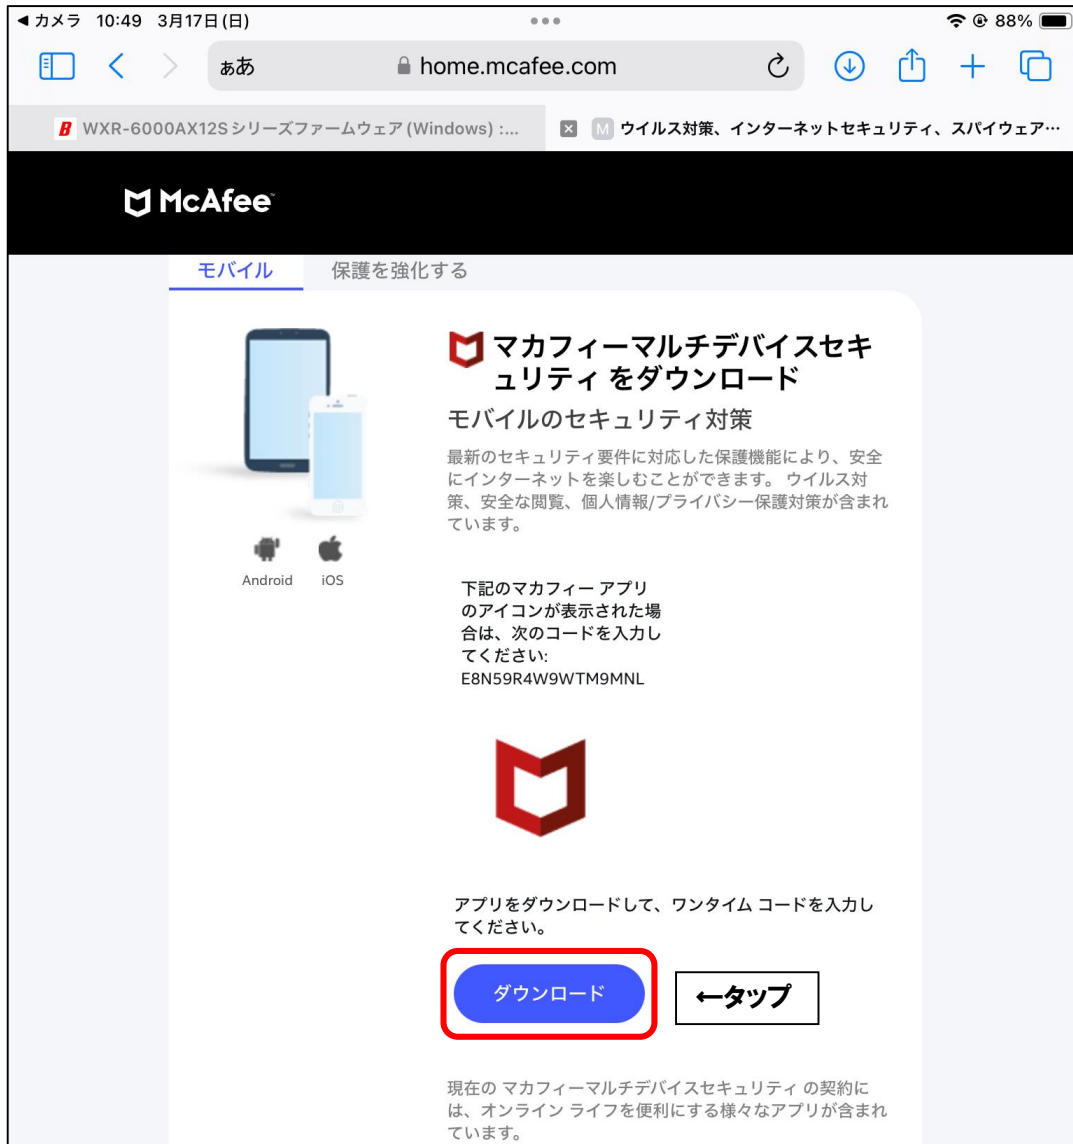 ◀カメラ 10:49 3月17日(日) 88%
ぁあ home.mcafee.com
WXR-6000AX12Sシリーズファームウェア(Windows) :... M ウイルス対策、インターネットセキュリティ、スパイウェア…
McAfee™
モバイル 保護を強化する
マカフィーマルチデバイスセキ
ュリティ をダウンロード
モバイルのセキュリティ対策
最新のセキュリティ要件に対応した保護機能により、安全
にインターネットを楽しむことができます。 ウイルス対
策、安全な閲覧、個人情報/プライバシー保護対策が含まれ
ています。
Android iOS
下記のマカフィー アプリ
のアイコンが表示された場
合は、次のコードを入力し
てください:
E8N59R4W9WTM9MNL
アプリをダウンロードして、ワンタイム コードを入力し
てください。
ダウンロード ←タップ
現在の マカフィーマルチデバイスセキュリティ の契約に
は、オンライン ライフを便利にする様々なアプリが含まれ
ています。